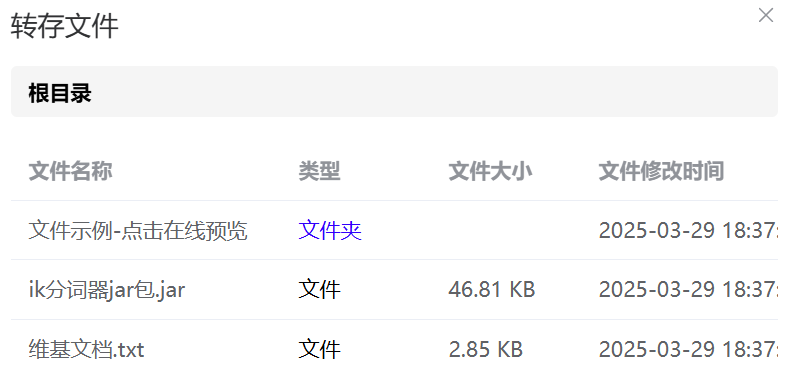 转存文件
根目录
文件名称 类型 文件大小 文件修改时间
文件示例-点击在线预览 文件夹 2025-03-29 18:37:
ik分词器jar包.jar 文件 46.81 KB 2025-03-29 18:37:
维基文档.txt 文件 2.85 KB 2025-03-29 18:37: